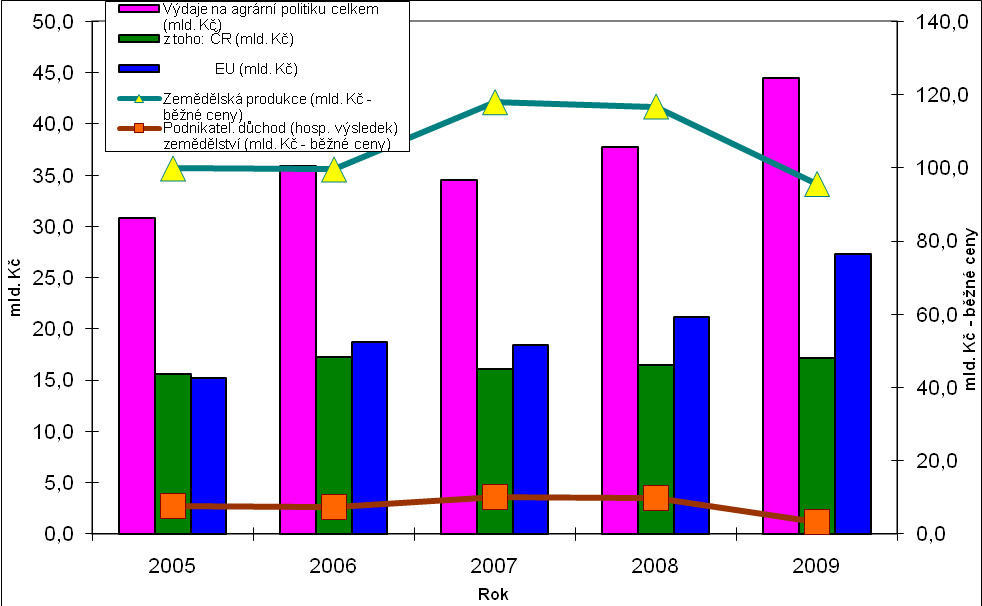 50,0
45,0
40,0
35,0
30,0
25,0
20,0
15,0
10,0
5,0
0,0
mld. Kč
Výdaje na agrární politiku celkem
(mld. Kč)
z toho: ČR (mld. Kč)
EU (mld. Kč)
Zemědělská produkce (mld. Kč -
běžné ceny)
Podnikatel. důchod (hosp. výsledek)
zemědělství (mld. Kč - běžné ceny)
140,0
120,0
100,0
80,0
60,0
40,0
20,0
0,0
mld. Kč - běžné ceny
2005 2006 2007 2008 2009
Rok